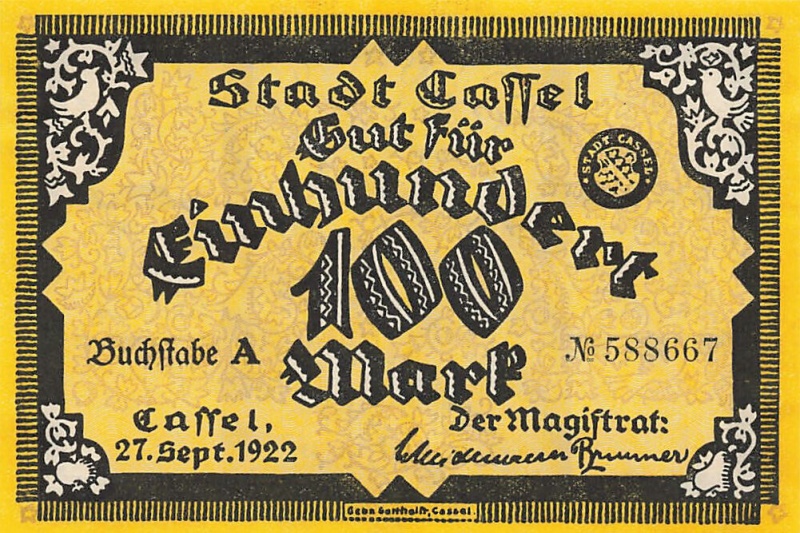 Stadt Cassel
Gut für
Einhundert
STADT CASSEL
100
Buchstabe A
№ 588667
Mark
Cassel,
27. Sept. 1922
Der Magistrat:
Brunner
Gebr. Gotthelft, Cassel.